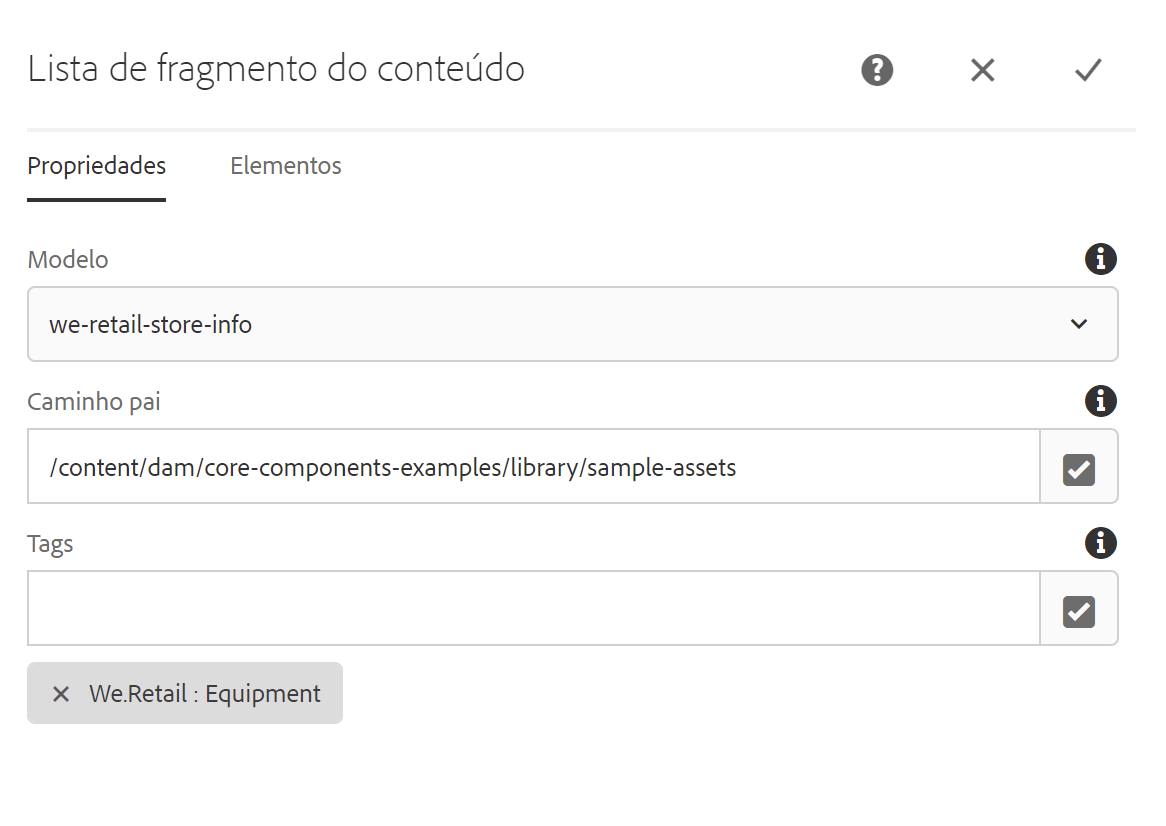 Lista de fragmento do conteúdo
Propriedades Elementos
Modelo
we-retail-store-info
Caminho pai
/content/dam/core-components-examples/library/sample-assets
Tags
We.Retail : Equipment